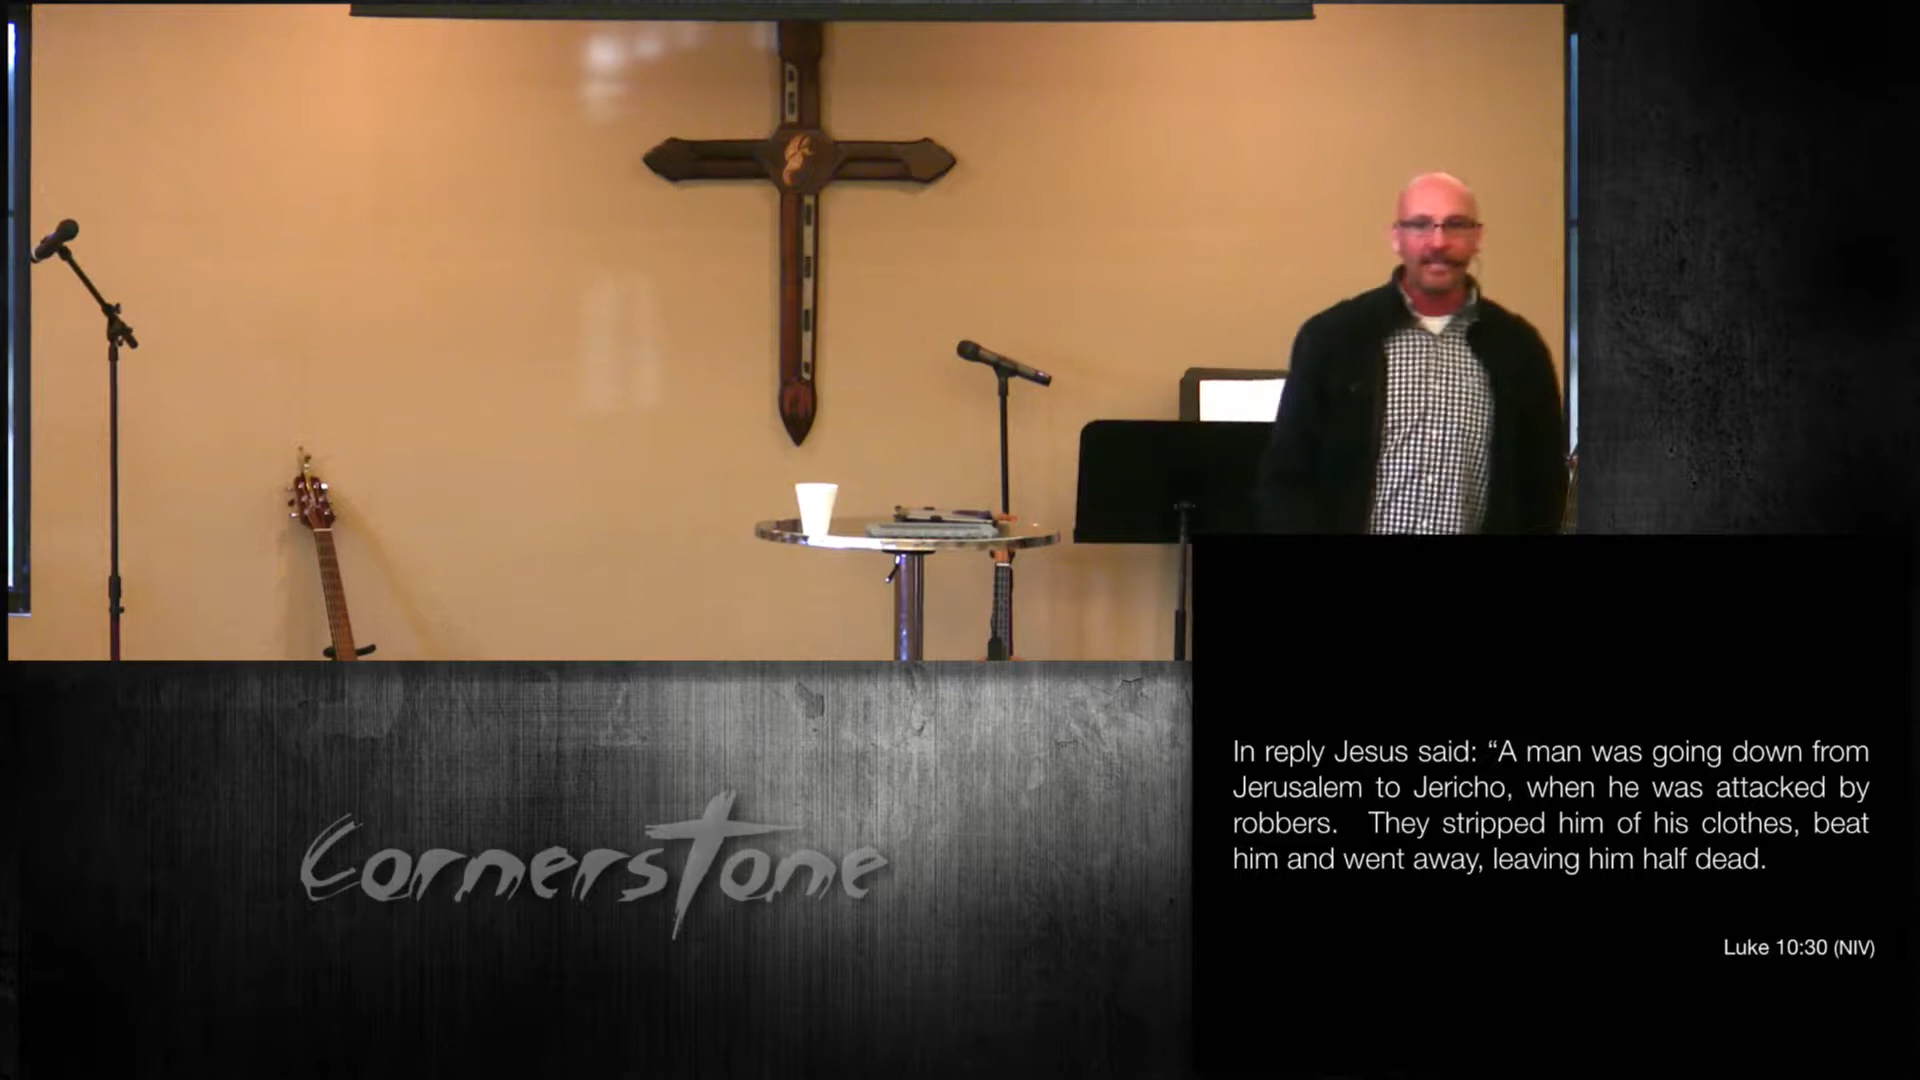 Cornerstone
In reply Jesus said: “A man was going down from
Jerusalem to Jericho, when he was attacked by
robbers. They stripped him of his clothes, beat
him and went away, leaving him half dead.
Luke 10:30 (NIV)